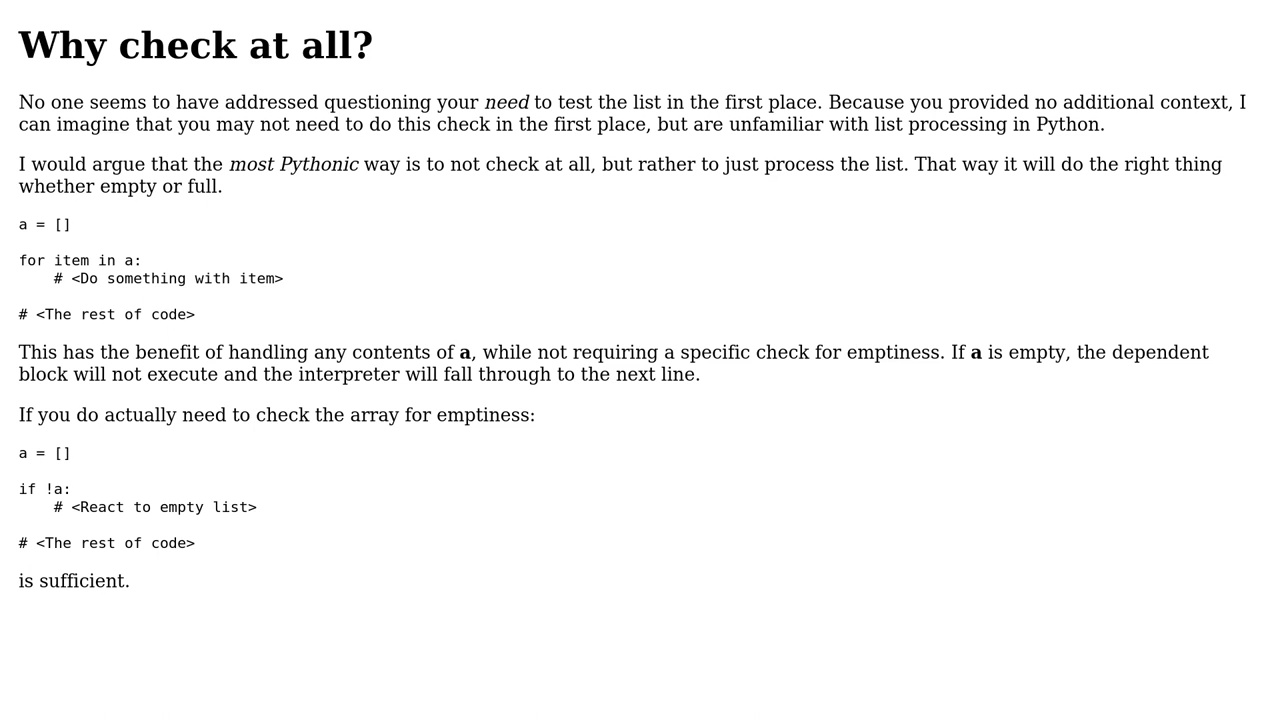 Why check at all?
No one seems to have addressed questioning your need to test the list in the first place. Because you provided no additional context, I
can imagine that you may not need to do this check in the first place, but are unfamiliar with list processing in Python.
I would argue that the most Pythonic way is to not check at all, but rather to just process the list. That way it will do the right thing
whether empty or full.
a = []
for item in a:
    # <Do something with item>
# <The rest of code>
This has the benefit of handling any contents of a, while not requiring a specific check for emptiness. If a is empty, the dependent
block will not execute and the interpreter will fall through to the next line.
If you do actually need to check the array for emptiness:
a = []
if !a:
    # <React to empty list>
# <The rest of code>
is sufficient.